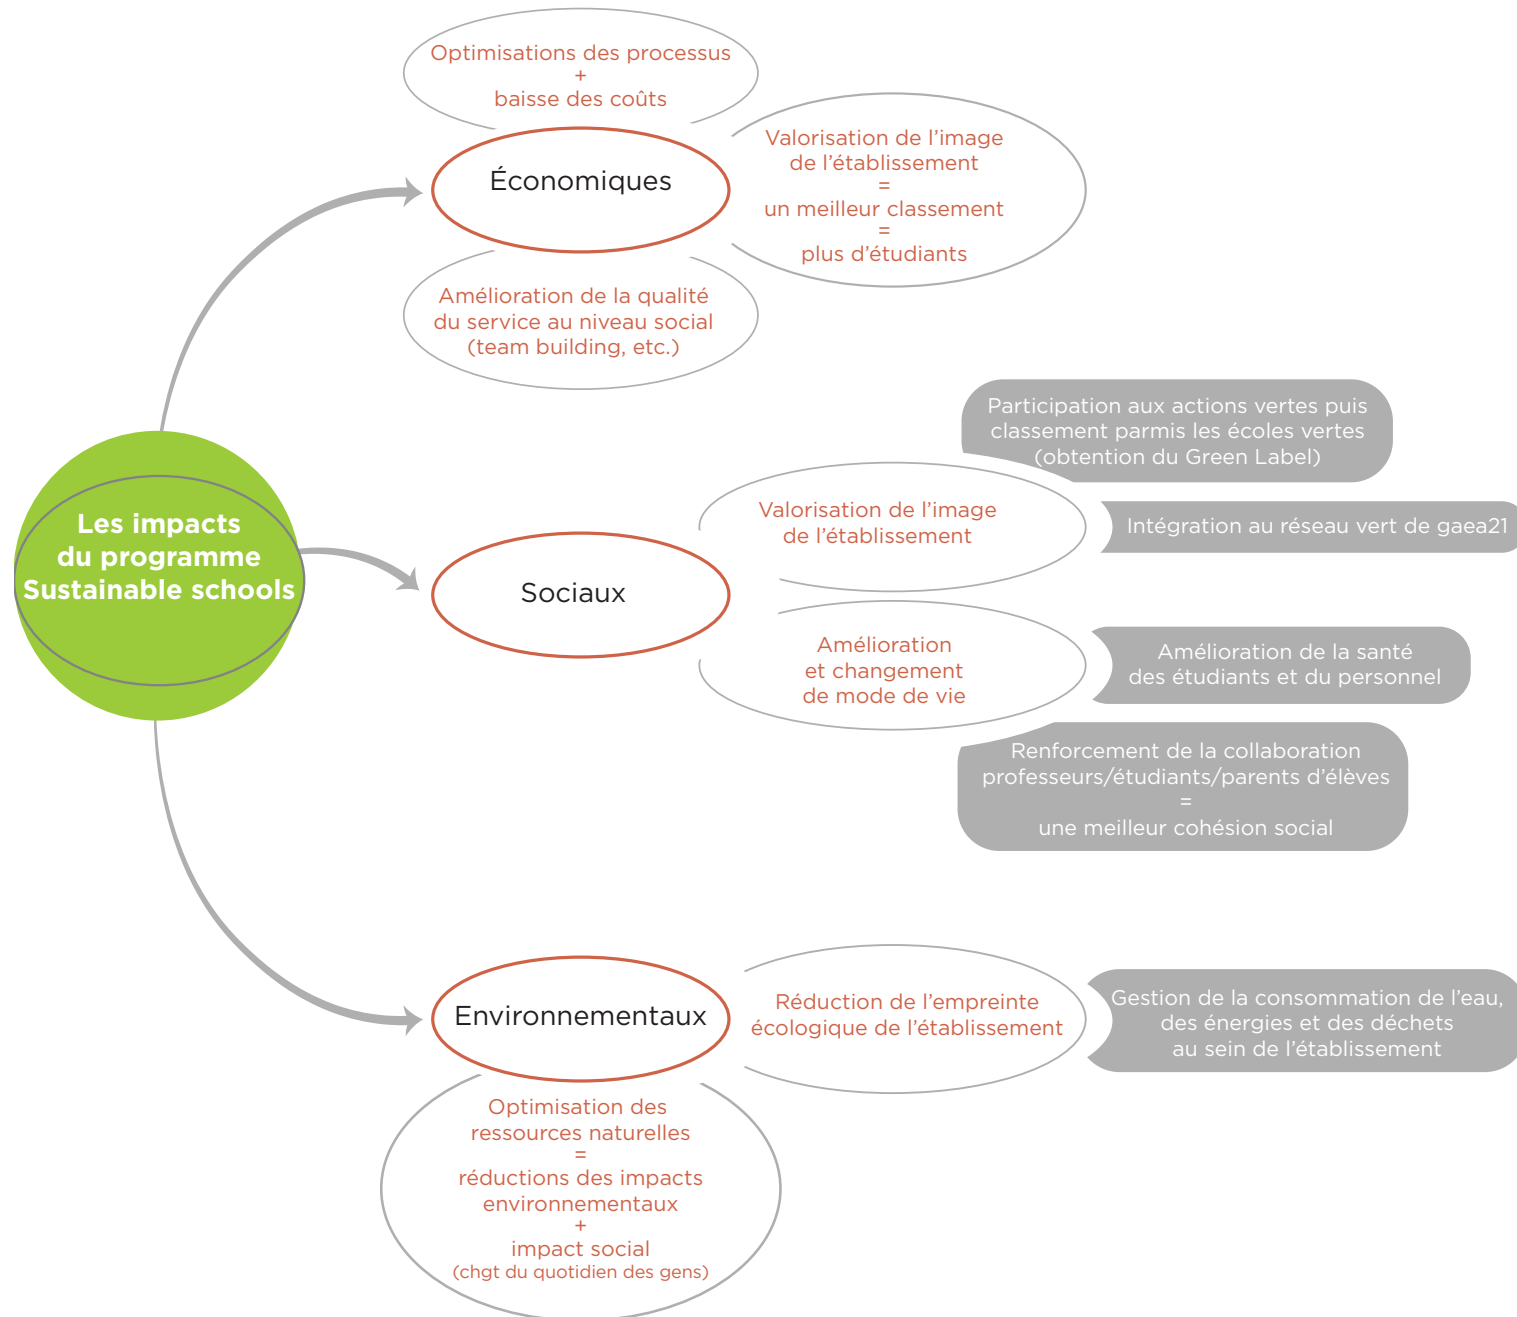 Les impacts
du programme
Sustainable schools
Optimisations des processus
+
baisse des coûts
Économiques
Valorisation de l’image
de l’établissement
=
un meilleur classement
=
plus d’étudiants
Amélioration de la qualité
du service au niveau social
(team building, etc.)
Sociaux
Valorisation de l’image
de l’établissement
Participation aux actions vertes puis
classement parmis les écoles vertes
(obtention du Green Label)
Intégration au réseau vert de gaea21
Amélioration
et changement
de mode de vie
Amélioration de la santé
des étudiants et du personnel
Renforcement de la collaboration
professeurs/étudiants/parents d’élèves
=
une meilleur cohésion social
Environnementaux
Réduction de l’empreinte
écologique de l’établissement
Gestion de la consommation de l’eau,
des énergies et des déchets
au sein de l’établissement
Optimisation des
ressources naturelles
=
réductions des impacts
environnementaux
+
impact social
(chgt du quotidien des gens)